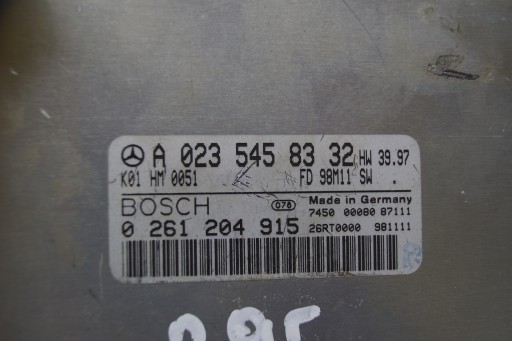 A 023 545 83 32 HW 39.97
K01 HM 0051 FD 98M11 SW .
BOSCH 078 Made in Germany
7450 00080 87111
0 261 204 915 26RT0000 981111